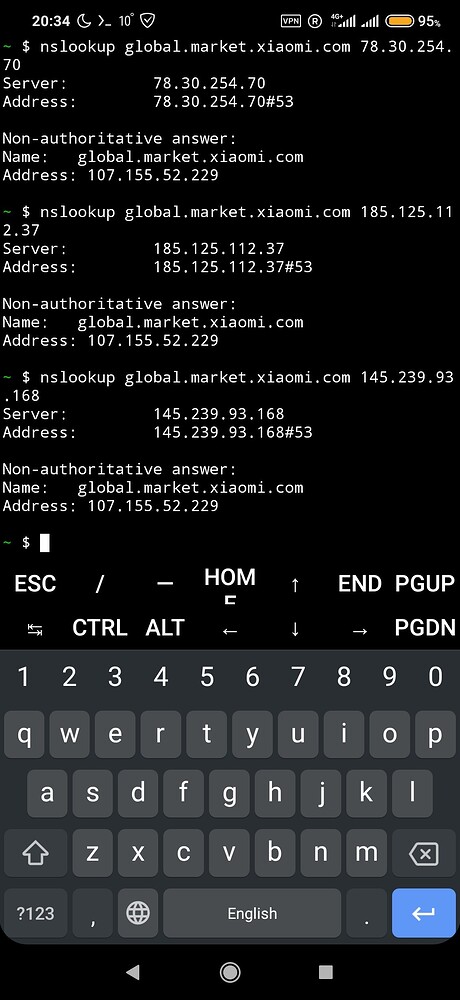 20:34 10° VPN R 4G+ 95%
~ $ nslookup global.market.xiaomi.com 78.30.254.
70
Server: 78.30.254.70
Address: 78.30.254.70#53
Non-authoritative answer:
Name: global.market.xiaomi.com
Address: 107.155.52.229
~ $ nslookup global.market.xiaomi.com 185.125.11
2.37
Server: 185.125.112.37
Address: 185.125.112.37#53
Non-authoritative answer:
Name: global.market.xiaomi.com
Address: 107.155.52.229
~ $ nslookup global.market.xiaomi.com 145.239.93
.168
Server: 145.239.93.168
Address: 145.239.93.168#53
Non-authoritative answer:
Name: global.market.xiaomi.com
Address: 107.155.52.229
~ $
ESC / — HOM ↑ END PGUP
E
↹ CTRL ALT ← ↓ → PGDN
1 2 3 4 5 6 7 8 9 0
q w e r t y u i o p
a s d f g h j k l
z x c v b n m
?123 , English .